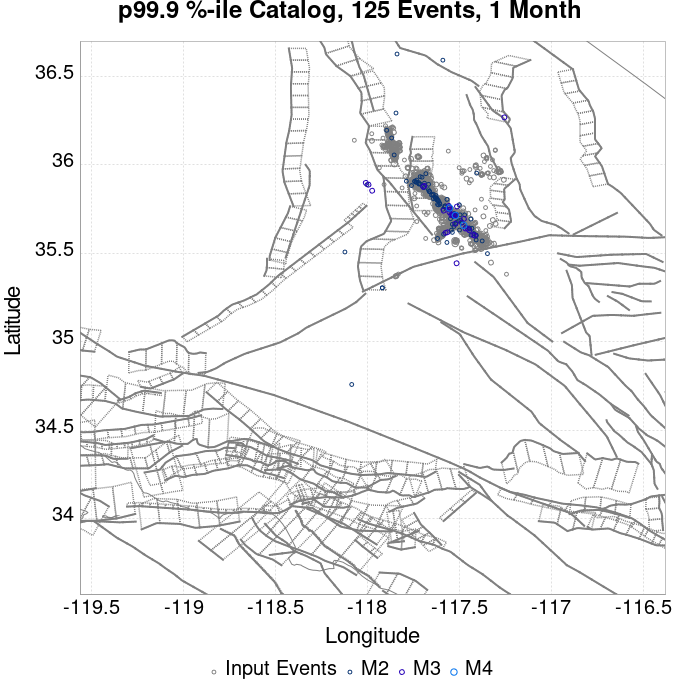 p99.9 %-ile Catalog, 125 Events, 1 Month
36.5
36
35.5
35
34.5
34
Latitude
-119.5 -119 -118.5 -118 -117.5 -117 -116.5
Longitude
Input Events M2 M3 M4